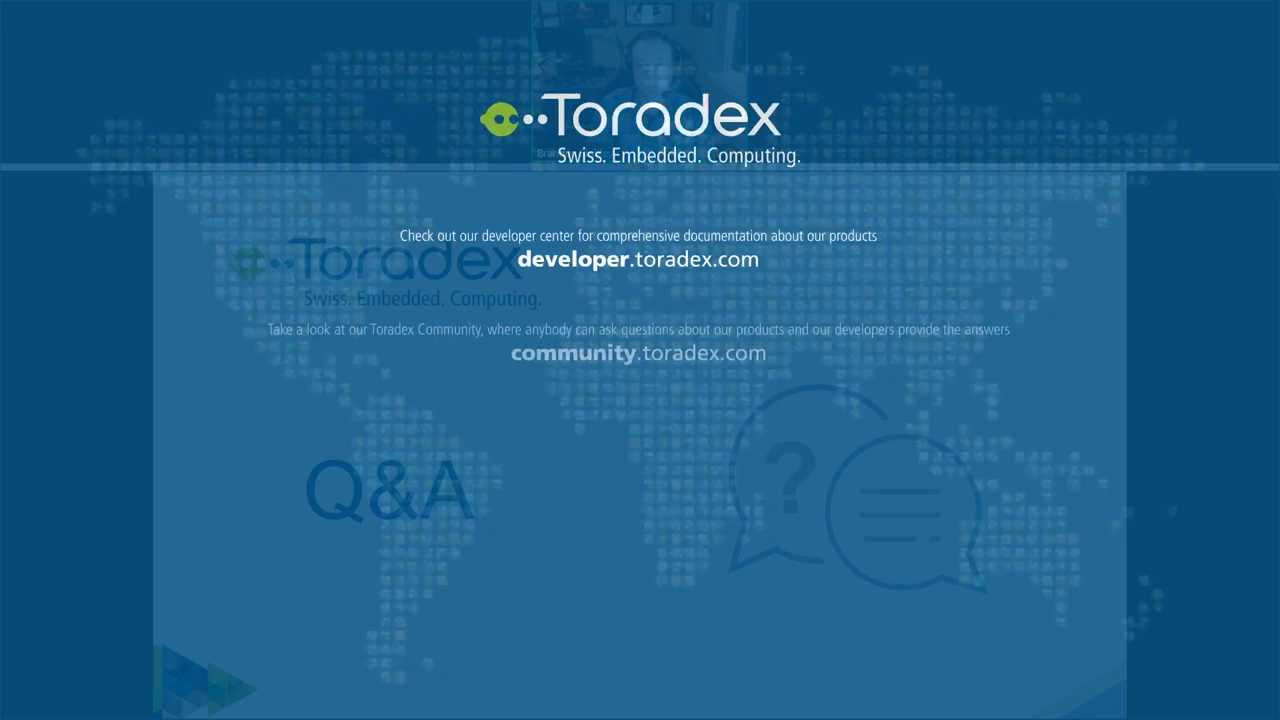 Toradex
Swiss. Embedded. Computing.
Check out our developer center for comprehensive documentation about our products
developer.toradex.com
Toradex
Swiss. Embedded. Computing.
Take a look at our Toradex Community, where anybody can ask questions about our products and our developers provide the answers
community.toradex.com
Q&A
?